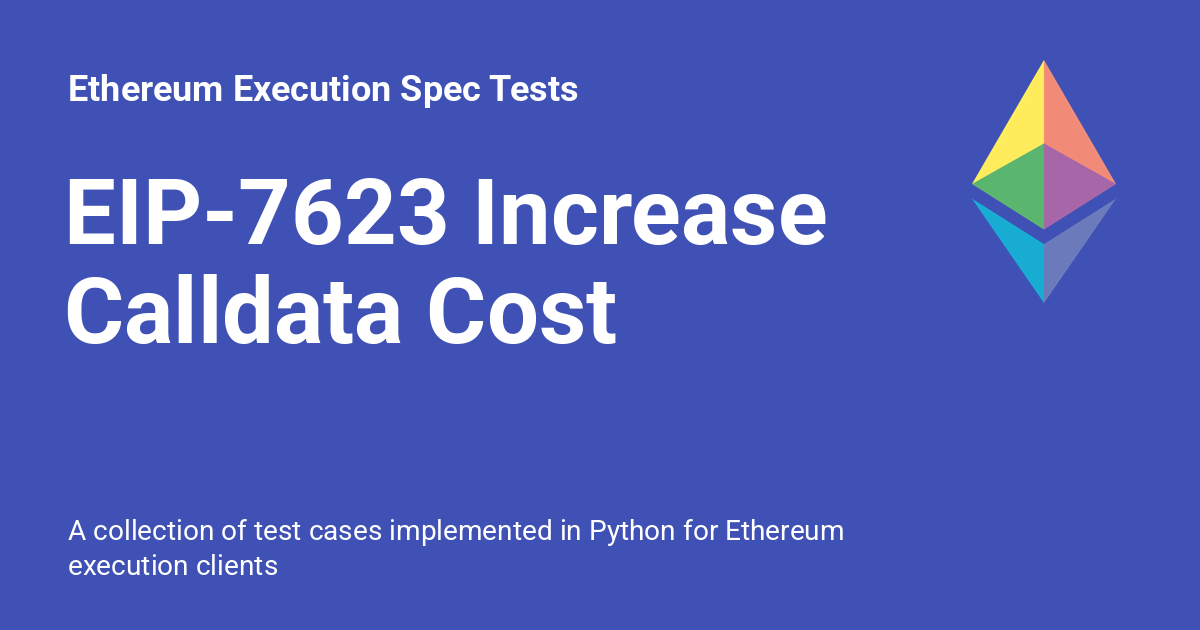 Ethereum Execution Spec Tests
EIP-7623 Increase
Calldata Cost
A collection of test cases implemented in Python for Ethereum
execution clients